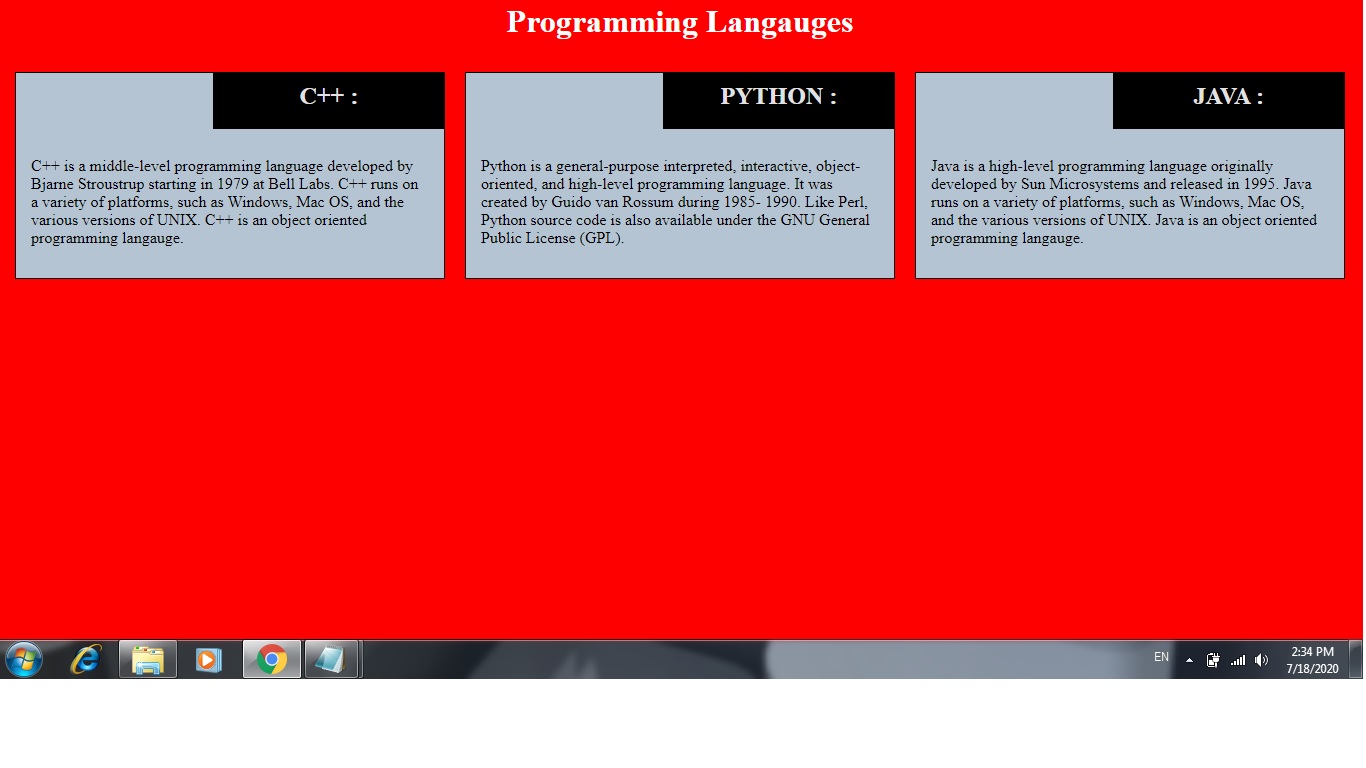 Programming Langauges
C++ :
C++ is a middle-level programming language developed by
Bjarne Stroustrup starting in 1979 at Bell Labs. C++ runs on
a variety of platforms, such as Windows, Mac OS, and the
various versions of UNIX. C++ is an object oriented
programming langauge.
PYTHON :
Python is a general-purpose interpreted, interactive, object-
oriented, and high-level programming language. It was
created by Guido van Rossum during 1985- 1990. Like Perl,
Python source code is also available under the GNU General
Public License (GPL).
JAVA :
Java is a high-level programming language originally
developed by Sun Microsystems and released in 1995. Java
runs on a variety of platforms, such as Windows, Mac OS,
and the various versions of UNIX. Java is an object oriented
programming langauge.
EN
2:34 PM
7/18/2020